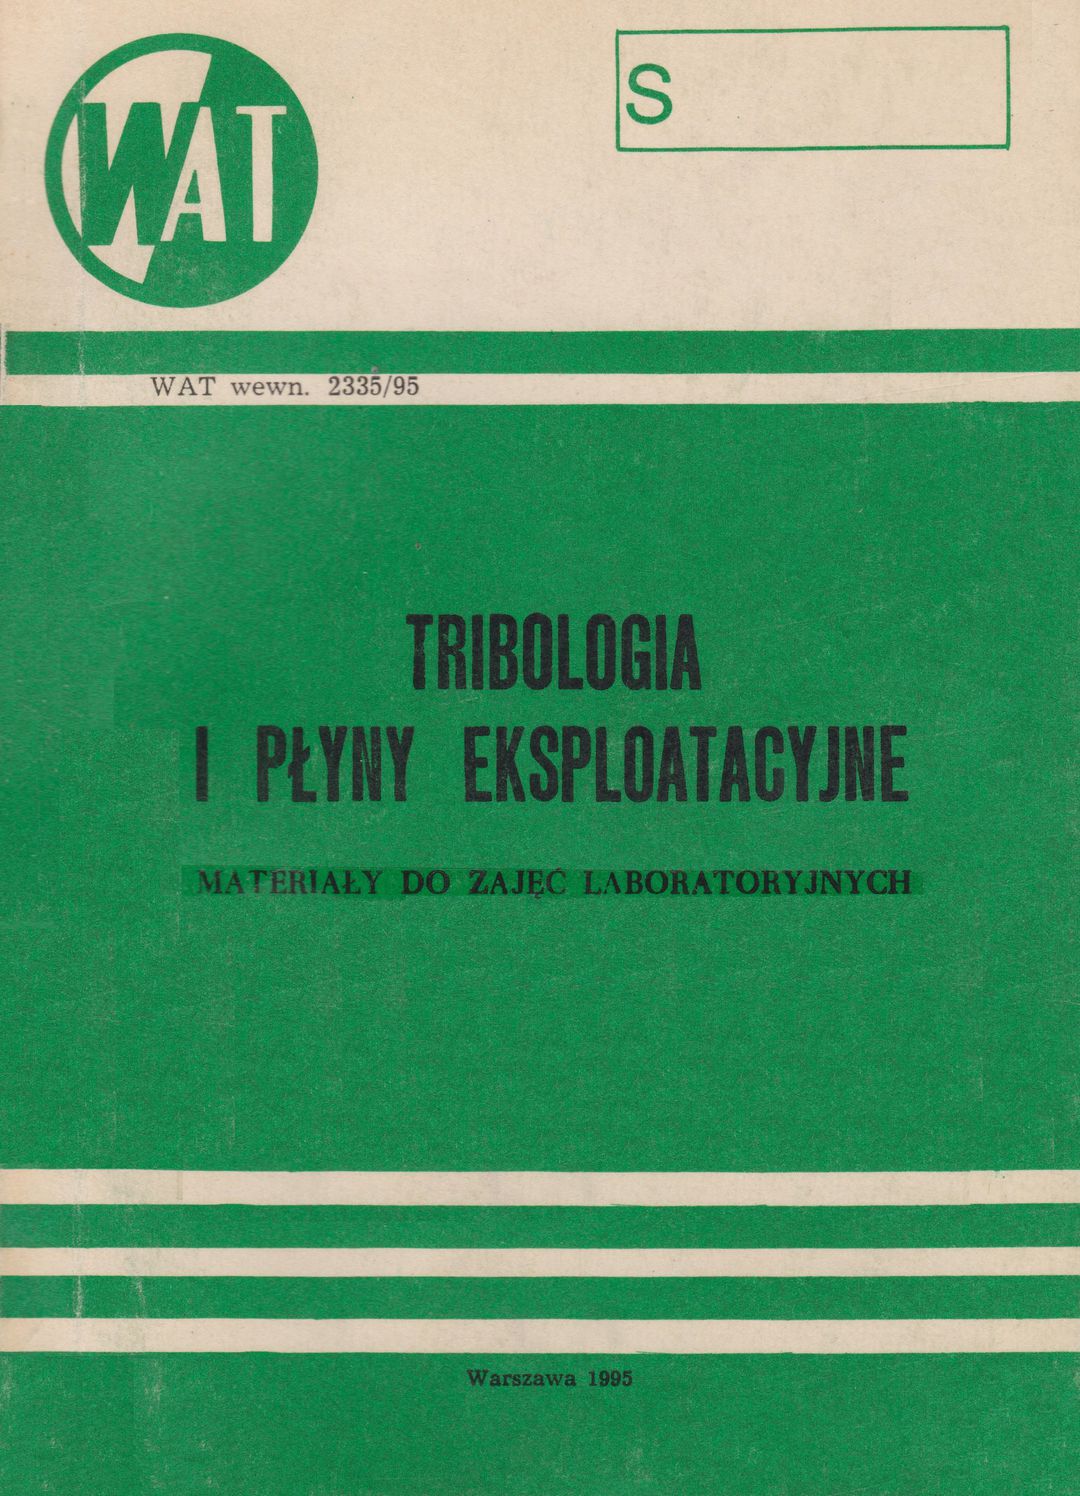 WAT
S
WAT wewn. 2335/95
TRIBOLOGIA
I PŁYNY EKSPLOATACYJNE
MATERIAŁY DO ZAJĘĆ LABORATORYJNYCH
Warszawa 1995